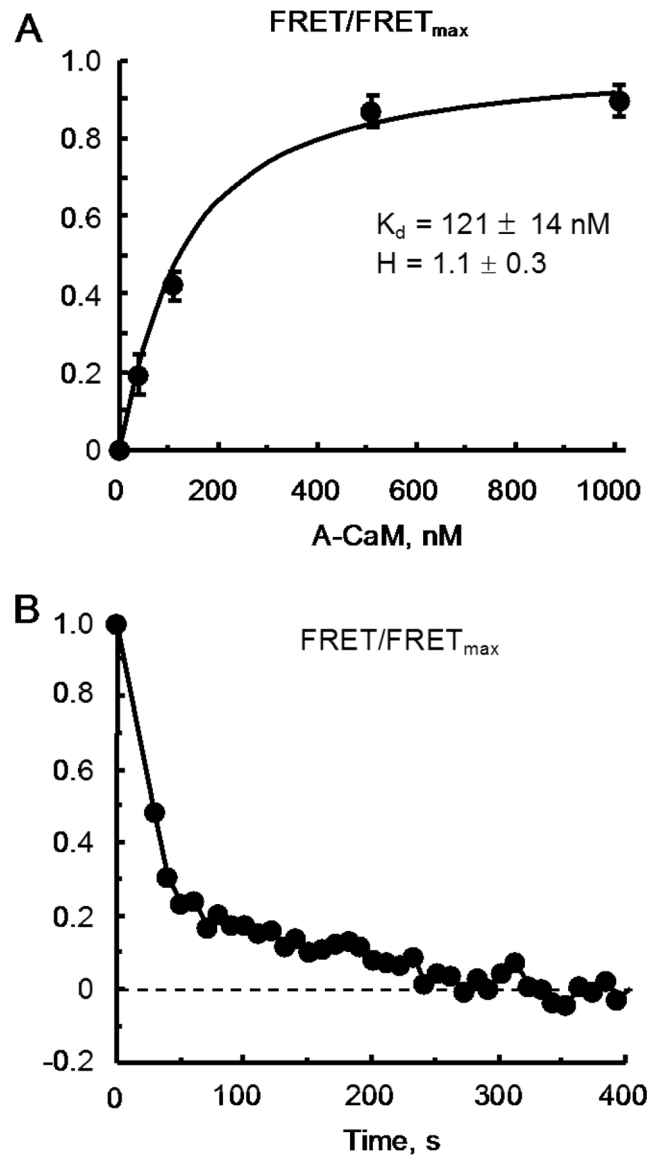 A
FRET/FRETmax
1.0
0.8
0.6
0.4
0.2
0
Kd = 121 ± 14 nM
H = 1.1 ± 0.3
0 200 400 600 800 1000
A-CaM, nM
B
FRET/FRETmax
1.0
0.8
0.6
0.4
0.2
0
-0.2
0 100 200 300 400
Time, s